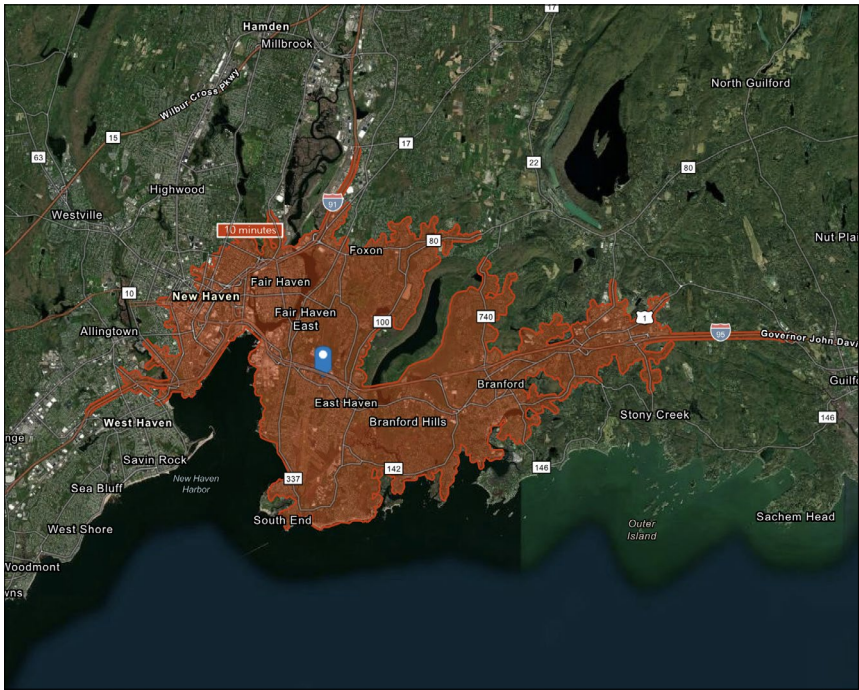 17
Hamden
Millbrook
North Guilford
Wilbur Cross Pkwy
15
17
63
22
80
Highwood
91
Westville
10 minutes
Nut Plai
80
Foxon
Fair Haven
10
New Haven
Fair Haven
East
740
1
100
Allingtown
95
Governor John Davi
Branford
Guilfo
East Haven
Stony Creek
146
West Haven
Branford Hills
nge
Savin Rock
142
146
337
New Haven
Harbor
Sea Bluff
South End
Sachem Head
Outer
Island
West Shore
Woodmont
wns